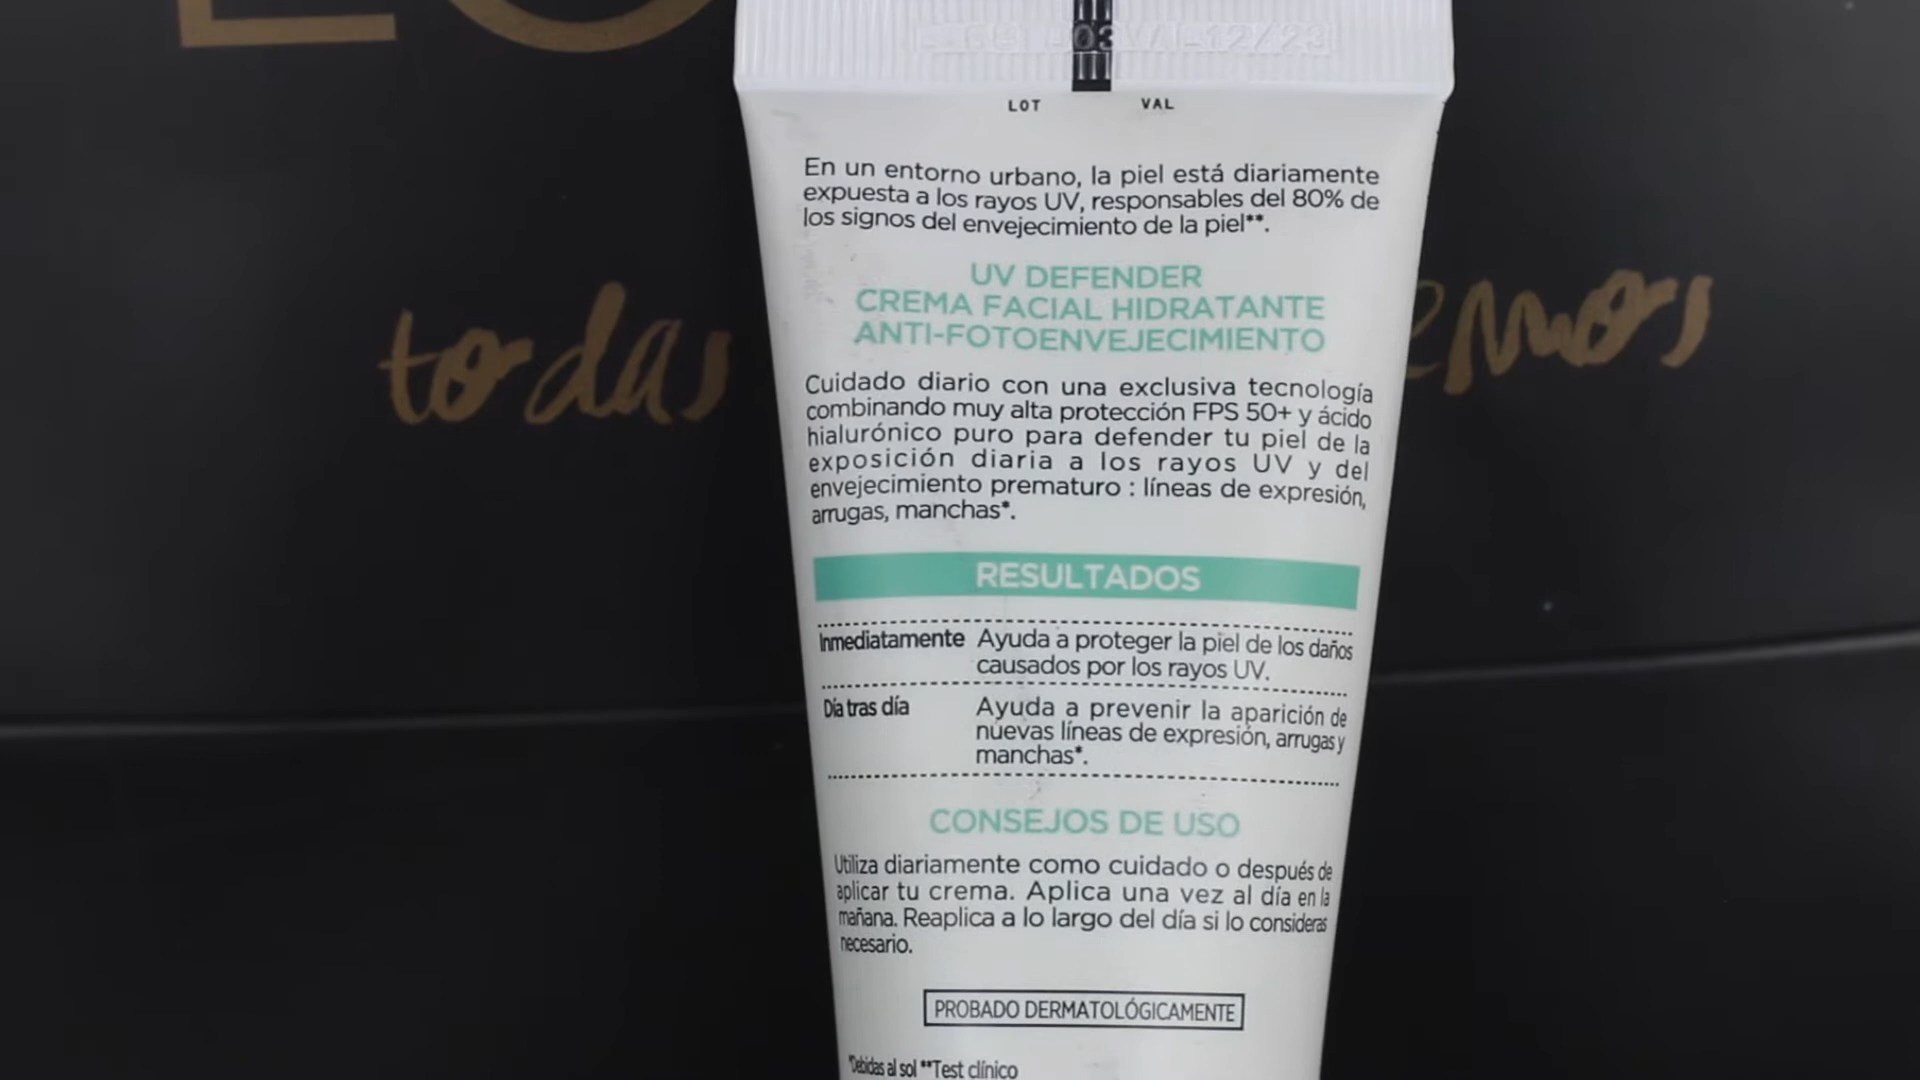 LO
VAL 12/23
LOT VAL
En un entorno urbano, la piel está diariamente
expuesta a los rayos UV, responsables del 80% de
los signos del envejecimiento de la piel**.
UV DEFENDER
CREMA FACIAL HIDRATANTE
ANTI-FOTOENVEJECIMIENTO
todas
Cuidado diario con una exclusiva tecnología
combinando muy alta protección FPS 50+ y ácido
hialurónico puro para defender tu piel de la
exposición diaria a los rayos UV y del
envejecimiento prematuro : líneas de expresión,
arrugas, manchas*.
RESULTADOS
Inmediatamente Ayuda a proteger la piel de los daños
causados por los rayos UV.
Día tras día Ayuda a prevenir la aparición de
nuevas líneas de expresión, arrugas y
manchas*.
CONSEJOS DE USO
Utiliza diariamente como cuidado o después de
aplicar tu crema. Aplica una vez al día en la
mañana. Reaplica a lo largo del día si lo consideras
necesario.
PROBADO DERMATOLÓGICAMENTE
*Debidas al sol **Test clínico